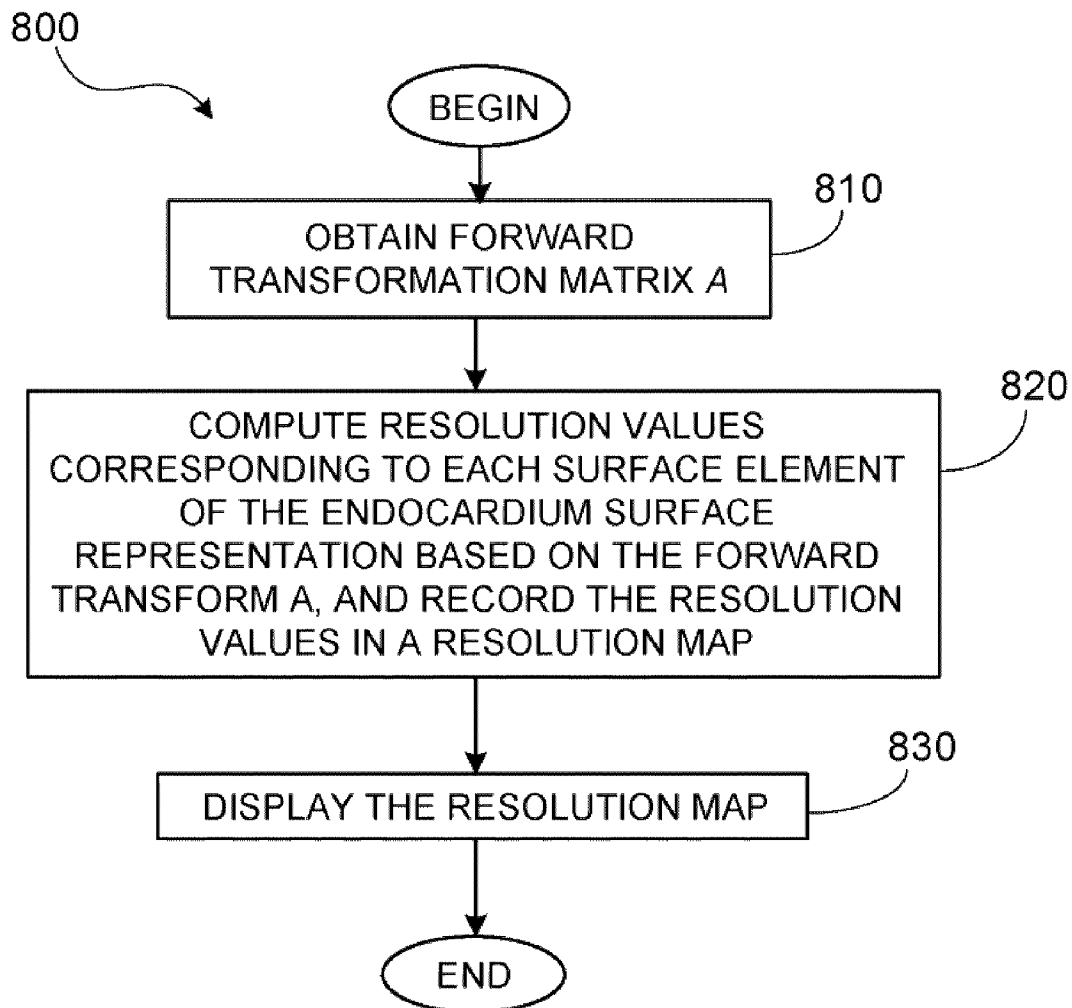 800
BEGIN
810
OBTAIN FORWARD
TRANSFORMATION MATRIX A
820
COMPUTE RESOLUTION VALUES
CORRESPONDING TO EACH SURFACE ELEMENT
OF THE ENDOCARDIUM SURFACE
REPRESENTATION BASED ON THE FORWARD
TRANSFORM A, AND RECORD THE RESOLUTION
VALUES IN A RESOLUTION MAP
830
DISPLAY THE RESOLUTION MAP
END